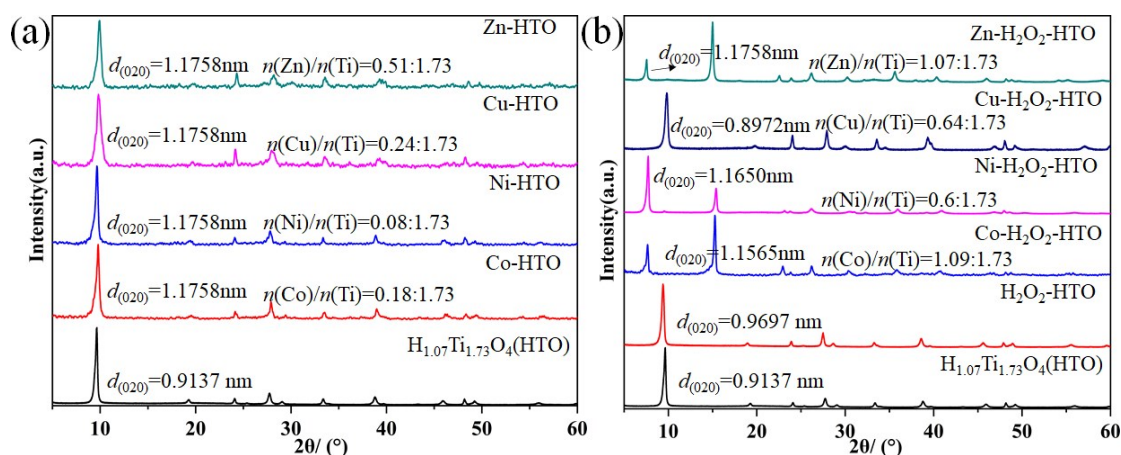 (a)
Zn-HTO
d(020)=1.1758nm
n(Zn)/n(Ti)=0.51:1.73
Cu-HTO
d(020)=1.1758nm
n(Cu)/n(Ti)=0.24:1.73
Ni-HTO
d(020)=1.1758nm
n(Ni)/n(Ti)=0.08:1.73
Co-HTO
d(020)=1.1758nm
n(Co)/n(Ti)=0.18:1.73
H1.07Ti1.73O4(HTO)
d(020)=0.9137 nm
Intensity(a.u.)
10 20 30 40 50 60
2θ/ (°)
(b)
Zn-H2O2-HTO
d(020)=1.1758nm
n(Zn)/n(Ti)=1.07:1.73
Cu-H2O2-HTO
d(020)=0.8972nm
n(Cu)/n(Ti)=0.64:1.73
Ni-H2O2-HTO
d(020)=1.1650nm
n(Ni)/n(Ti)=0.6:1.73
Co-H2O2-HTO
d(020)=1.1565nm
n(Co)/n(Ti)=1.09:1.73
H2O2-HTO
d(020)=0.9697 nm
H1.07Ti1.73O4(HTO)
d(020)=0.9137 nm
Intensity(a.u.)
10 20 30 40 50 60
2θ/ (°)